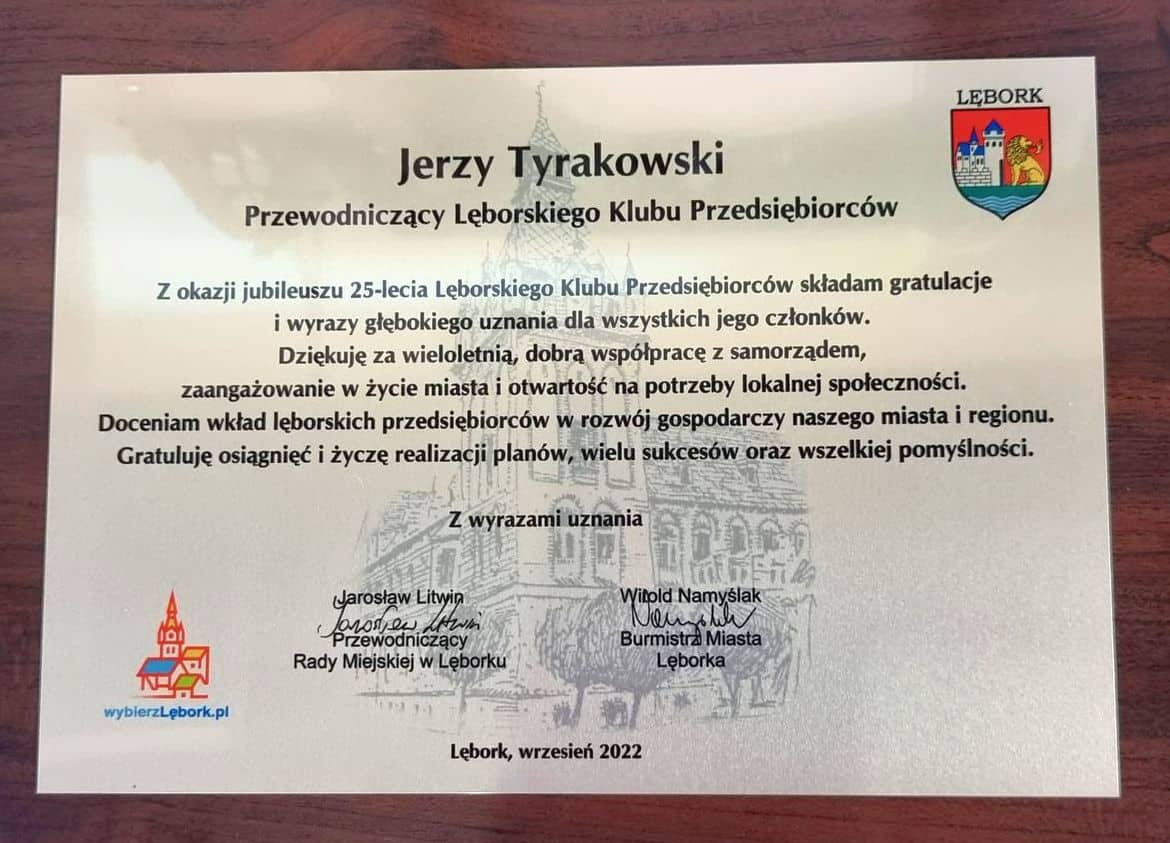 LĘBORK
Jerzy Tyrakowski
Przewodniczący Lęborskiego Klubu Przedsiębiorców
Z okazji jubileuszu 25-lecia Lęborskiego Klubu Przedsiębiorców składam gratulacje
i wyrazy głębokiego uznania dla wszystkich jego członków.
Dziękuję za wieloletnią, dobrą współpracę z samorządem,
zaangażowanie w życie miasta i otwartość na potrzeby lokalnej społeczności.
Doceniam wkład lęborskich przedsiębiorców w rozwój gospodarczy naszego miasta i regionu.
Gratuluję osiągnięć i życzę realizacji planów, wielu sukcesów oraz wszelkiej pomyślności.
Z wyrazami uznania
Jarosław Litwin
Jarosław Litwin
Przewodniczący
Rady Miejskiej w Lęborku
Witold Namyślak
Namyślak
Burmistrz Miasta
Lęborka
wybierzLębork.pl
Lębork, wrzesień 2022